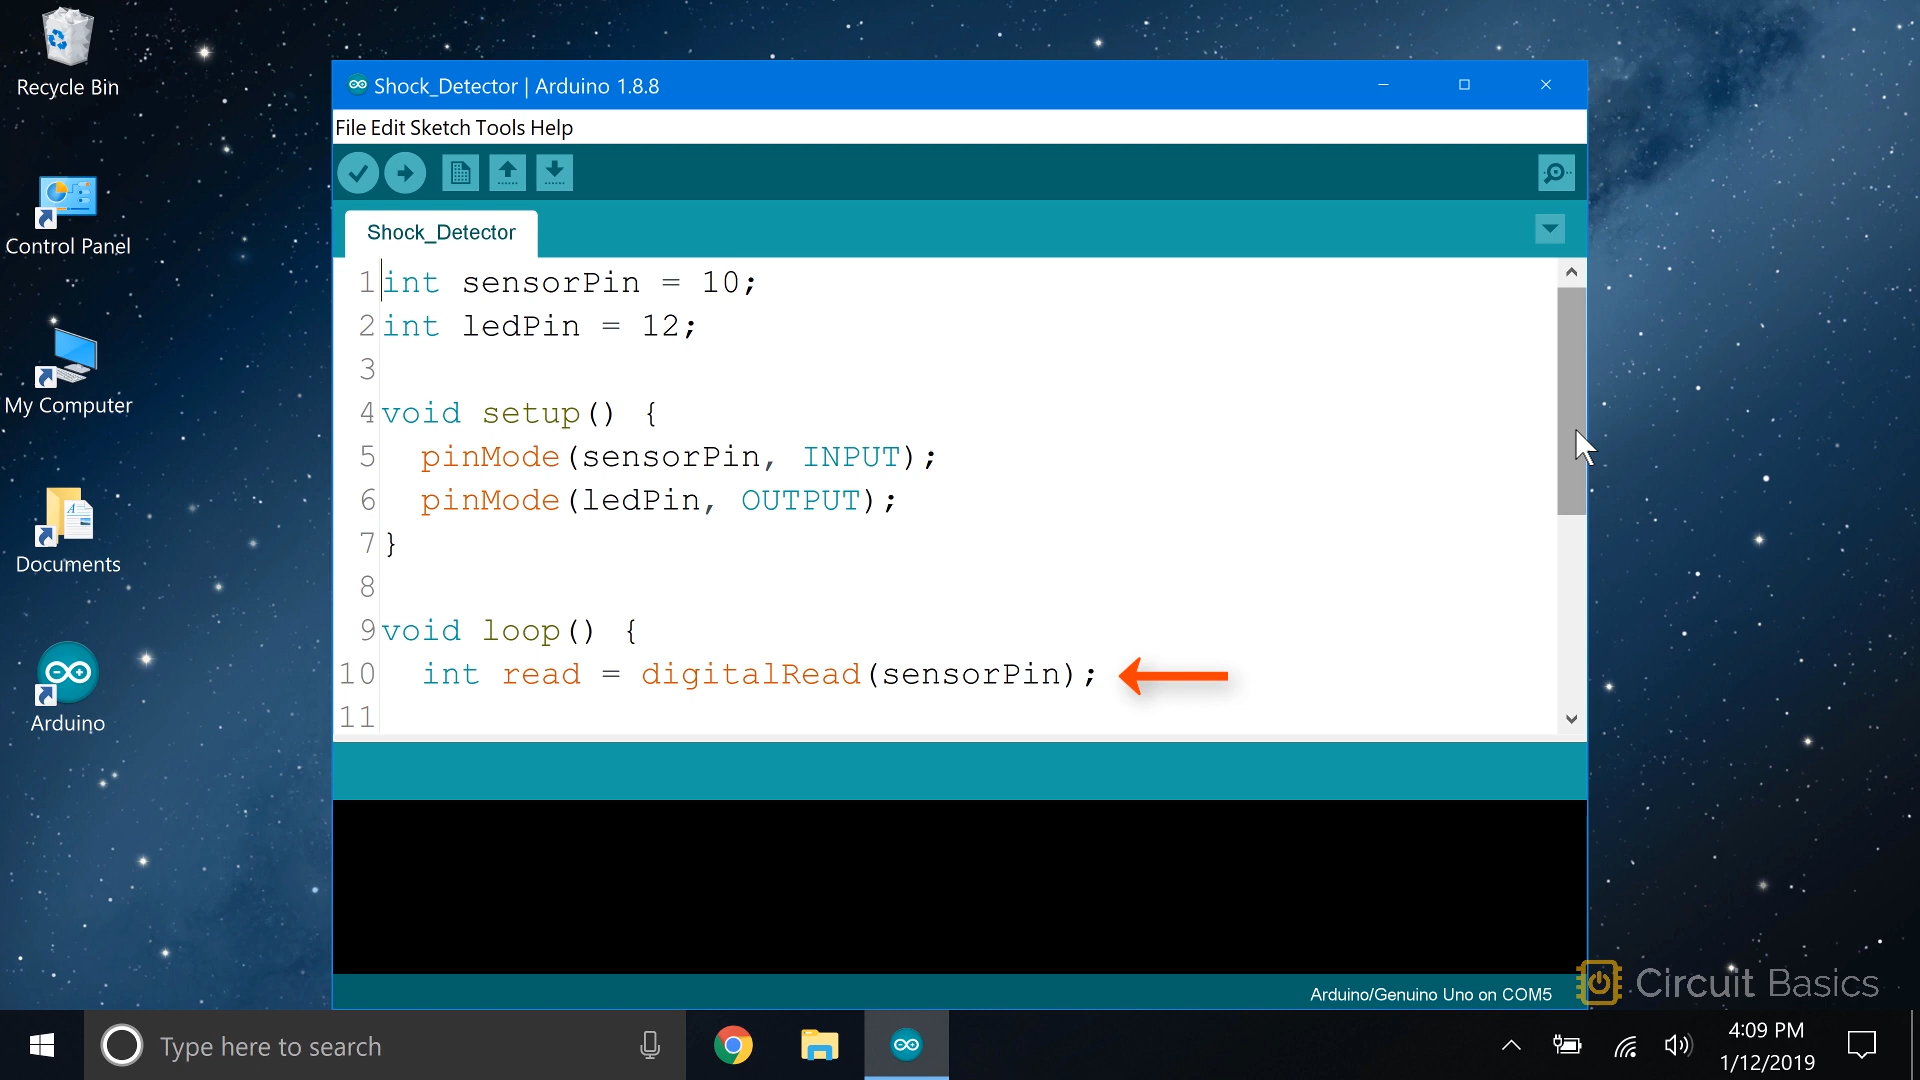 Recycle Bin
Control Panel
My Computer
Documents
Arduino
Shock_Detector | Arduino 1.8.8
File Edit Sketch Tools Help
Shock_Detector
1 int sensorPin = 10;
2 int ledPin = 12;
3
4 void setup() {
5 pinMode(sensorPin, INPUT);
6 pinMode(ledPin, OUTPUT);
7 }
8
9 void loop() {
10 int read = digitalRead(sensorPin);
11
Arduino/Genuino Uno on COM5
Circuit Basics
Type here to search
4:09 PM
1/12/2019